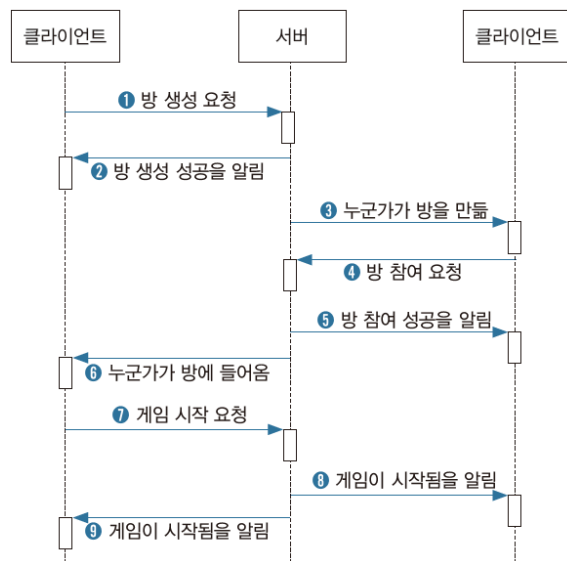 클라이언트
서버
클라이언트
❶ 방 생성 요청
❷ 방 생성 성공을 알림
❸ 누군가가 방을 만듦
❹ 방 참여 요청
❺ 방 참여 성공을 알림
❻ 누군가가 방에 들어옴
❼ 게임 시작 요청
❽ 게임이 시작됨을 알림
❾ 게임이 시작됨을 알림